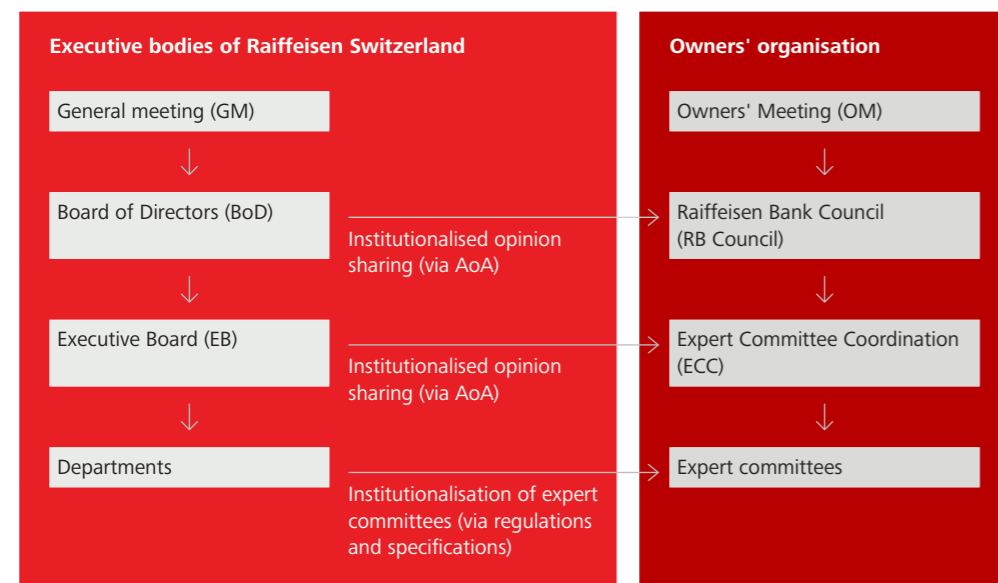 Executive bodies of Raiffeisen Switzerland
General meeting (GM)
Board of Directors (BoD)
Institutionalised opinion
sharing (via AoA)
Executive Board (EB)
Institutionalised opinion
sharing (via AoA)
Departments
Institutionalisation of expert
committees (via regulations
and specifications)
Owners' organisation
Owners' Meeting (OM)
Raiffeisen Bank Council
(RB Council)
Expert Committee Coordination
(ECC)
Expert committees